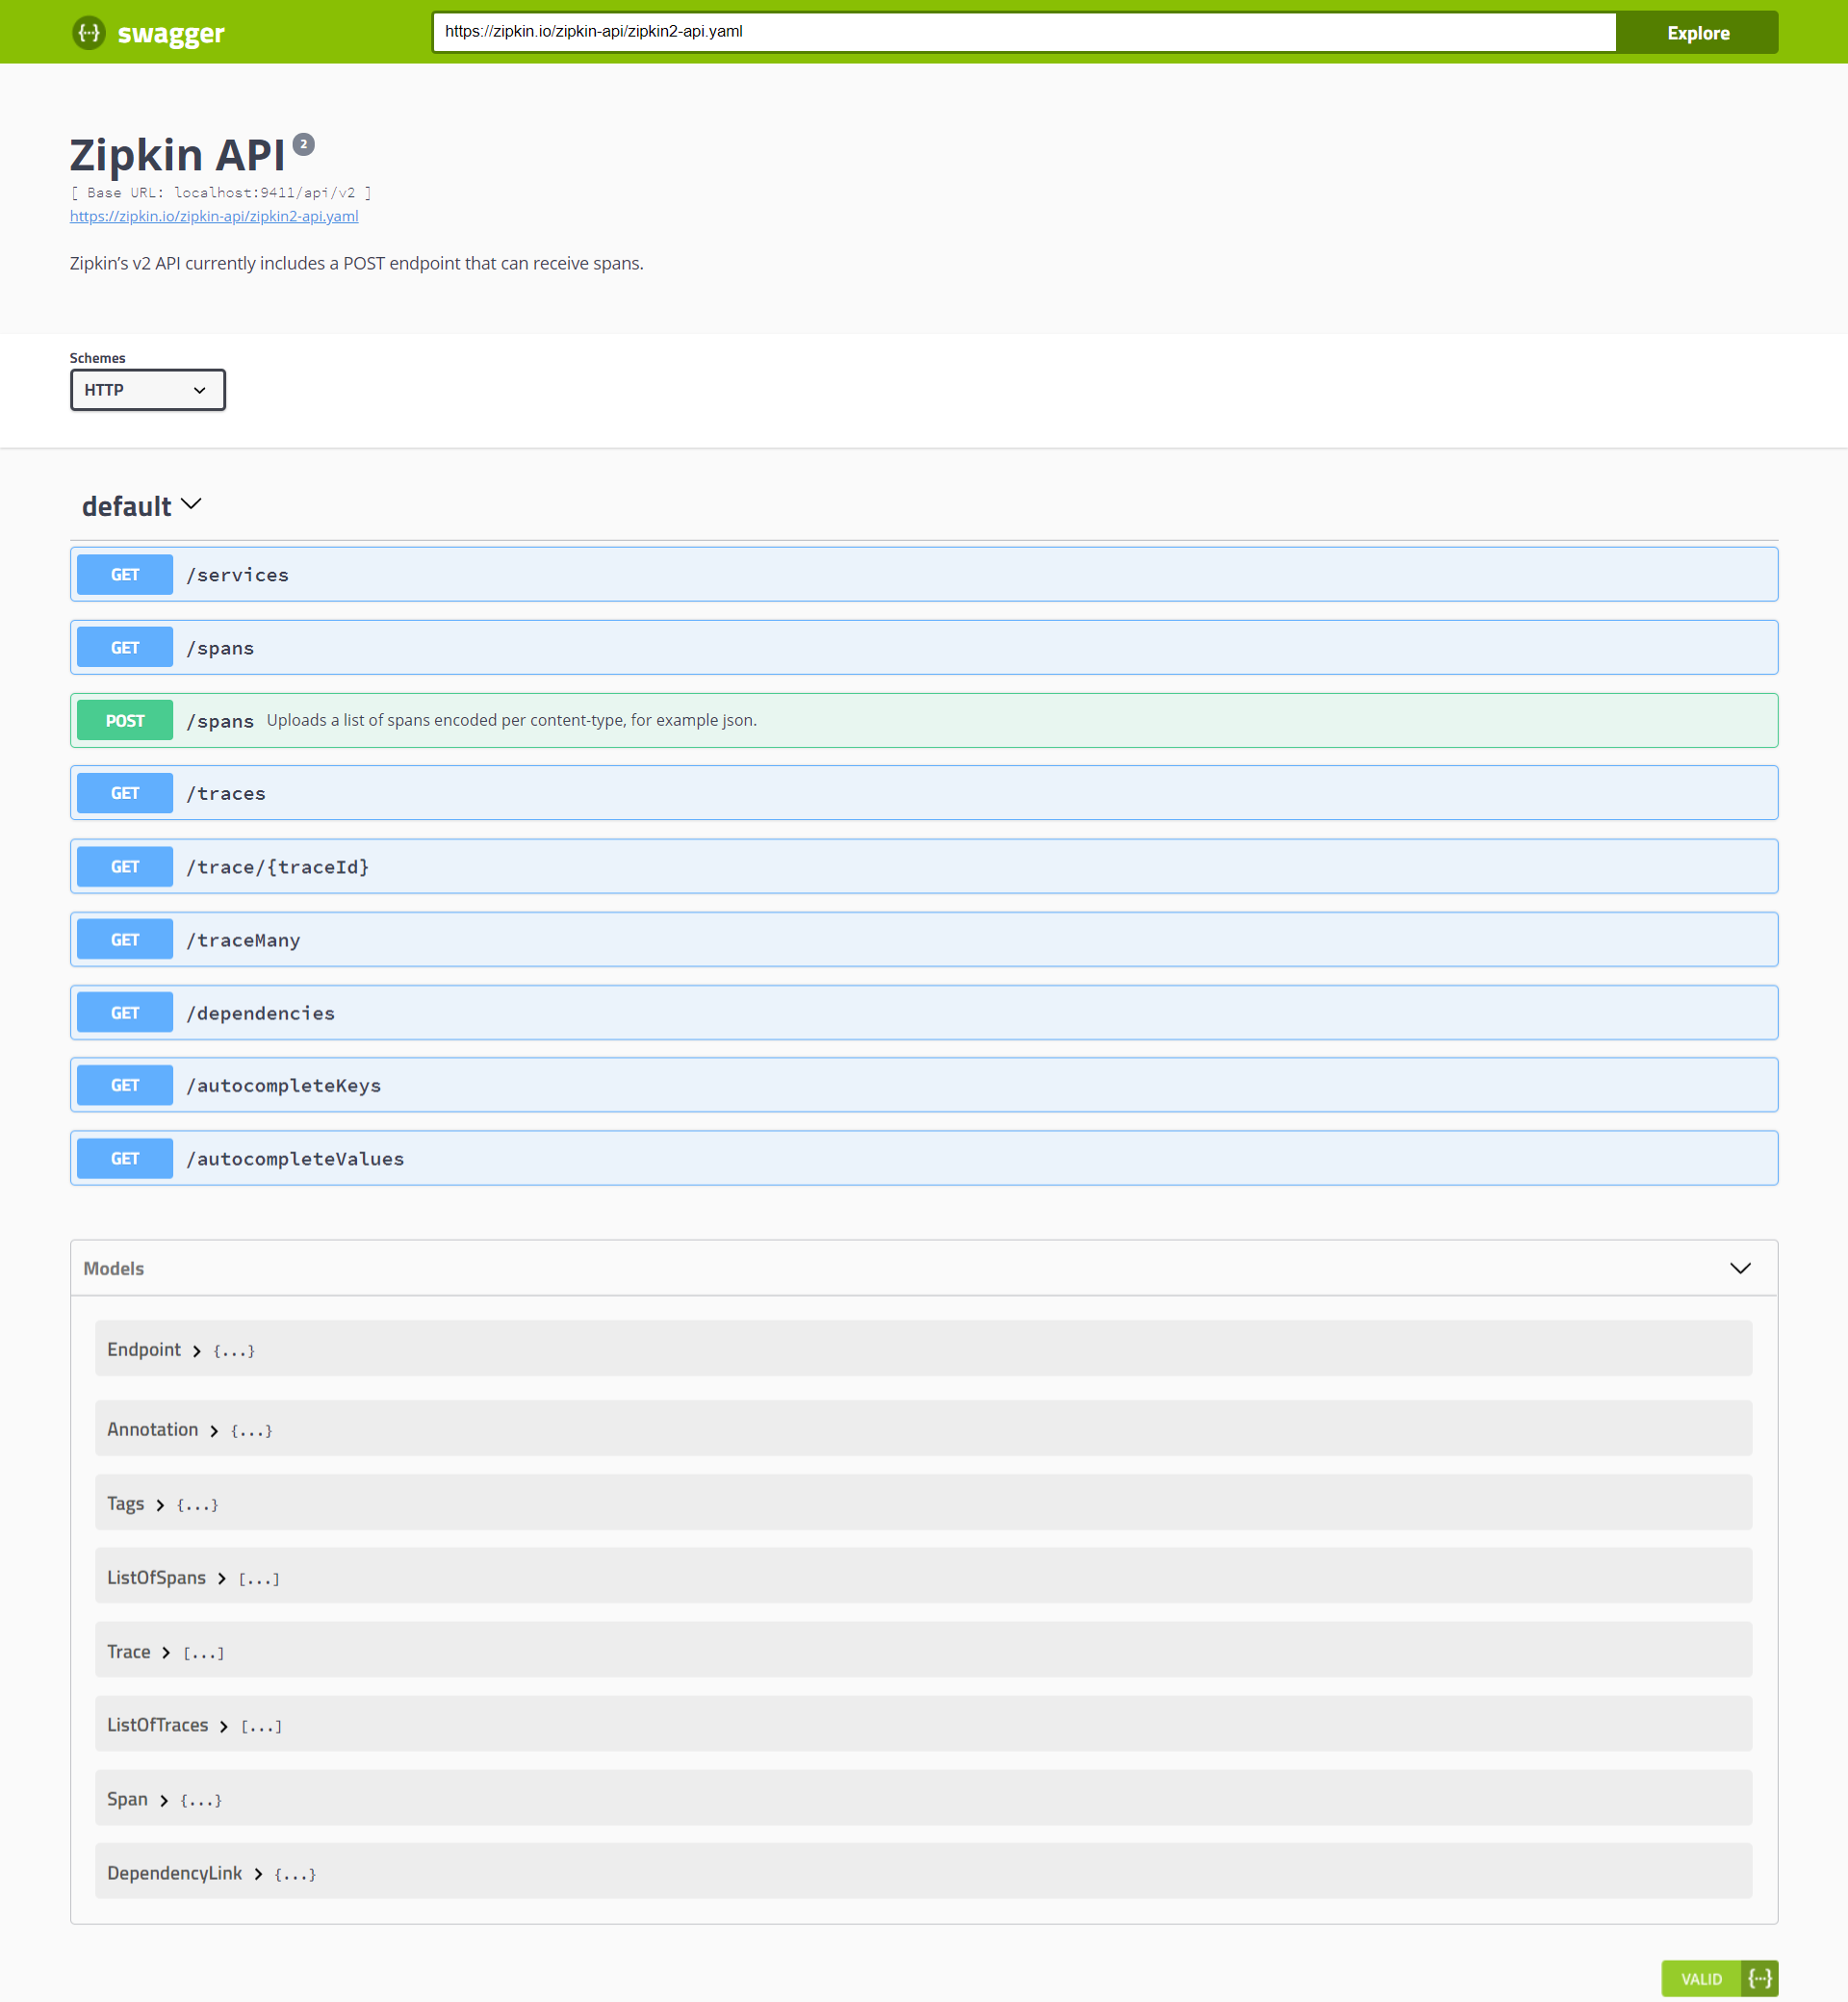 swagger
https://zipkin.io/zipkin-api/zipkin2-api.yaml
Explore
Zipkin API 2
[ Base URL: localhost:9411/api/v2 ]
https://zipkin.io/zipkin-api/zipkin2-api.yaml
Zipkin’s v2 API currently includes a POST endpoint that can receive spans.
Schemes
HTTP
default
GET /services
GET /spans
POST /spans Uploads a list of spans encoded per content-type, for example json.
GET /traces
GET /trace/{traceId}
GET /traceMany
GET /dependencies
GET /autocompleteKeys
GET /autocompleteValues
Models
Endpoint > {...}
Annotation > {...}
Tags > {...}
ListOfSpans > [...]
Trace > [...]
ListOfTraces > [...]
Span > {...}
DependencyLink > {...}
VALID {...}